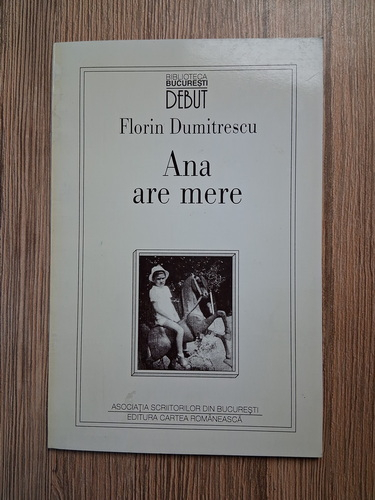 BIBLIOTECA
BUCUREȘTI
DEBUT
Florin Dumitrescu
Ana
are mere
ASOCIAȚIA SCRIITORILOR DIN BUCUREȘTI
EDITURA CARTEA ROMÂNEASCĂ